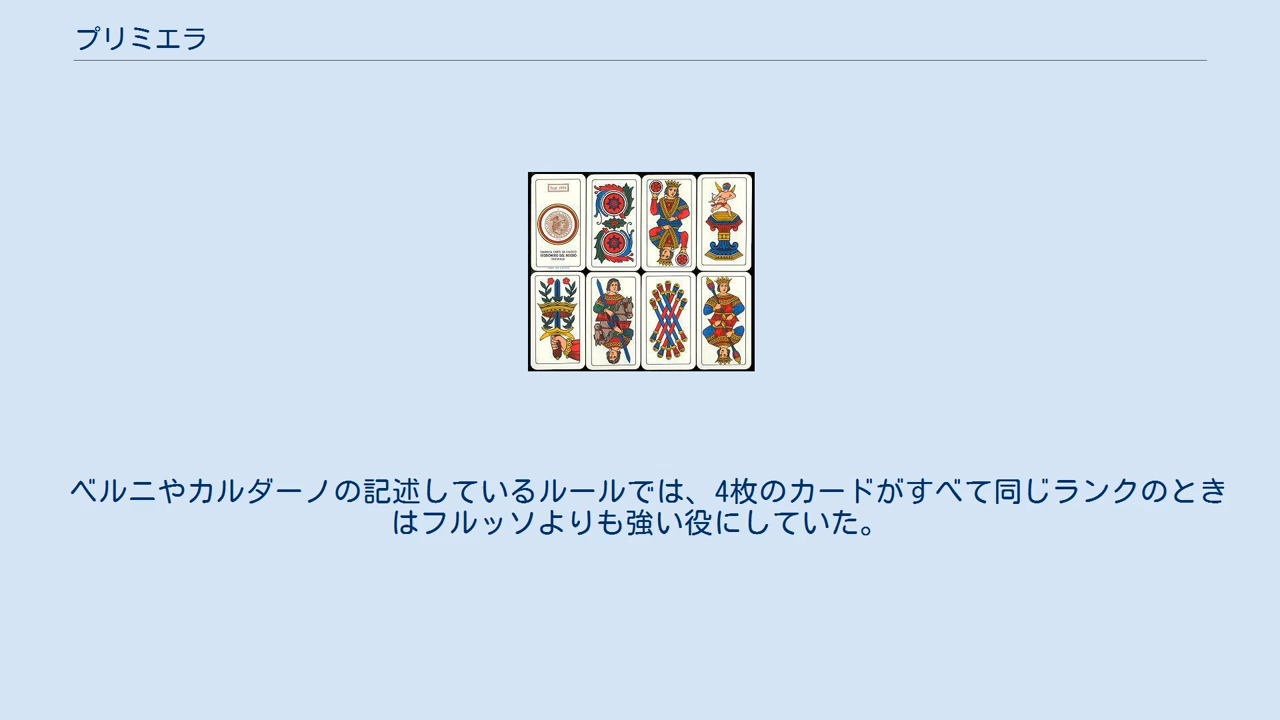 プリミエラ
ベルニやカルダーノの記述しているルールでは、4枚のカードがすべて同じランクのとき
はフルッソよりも強い役にしていた。